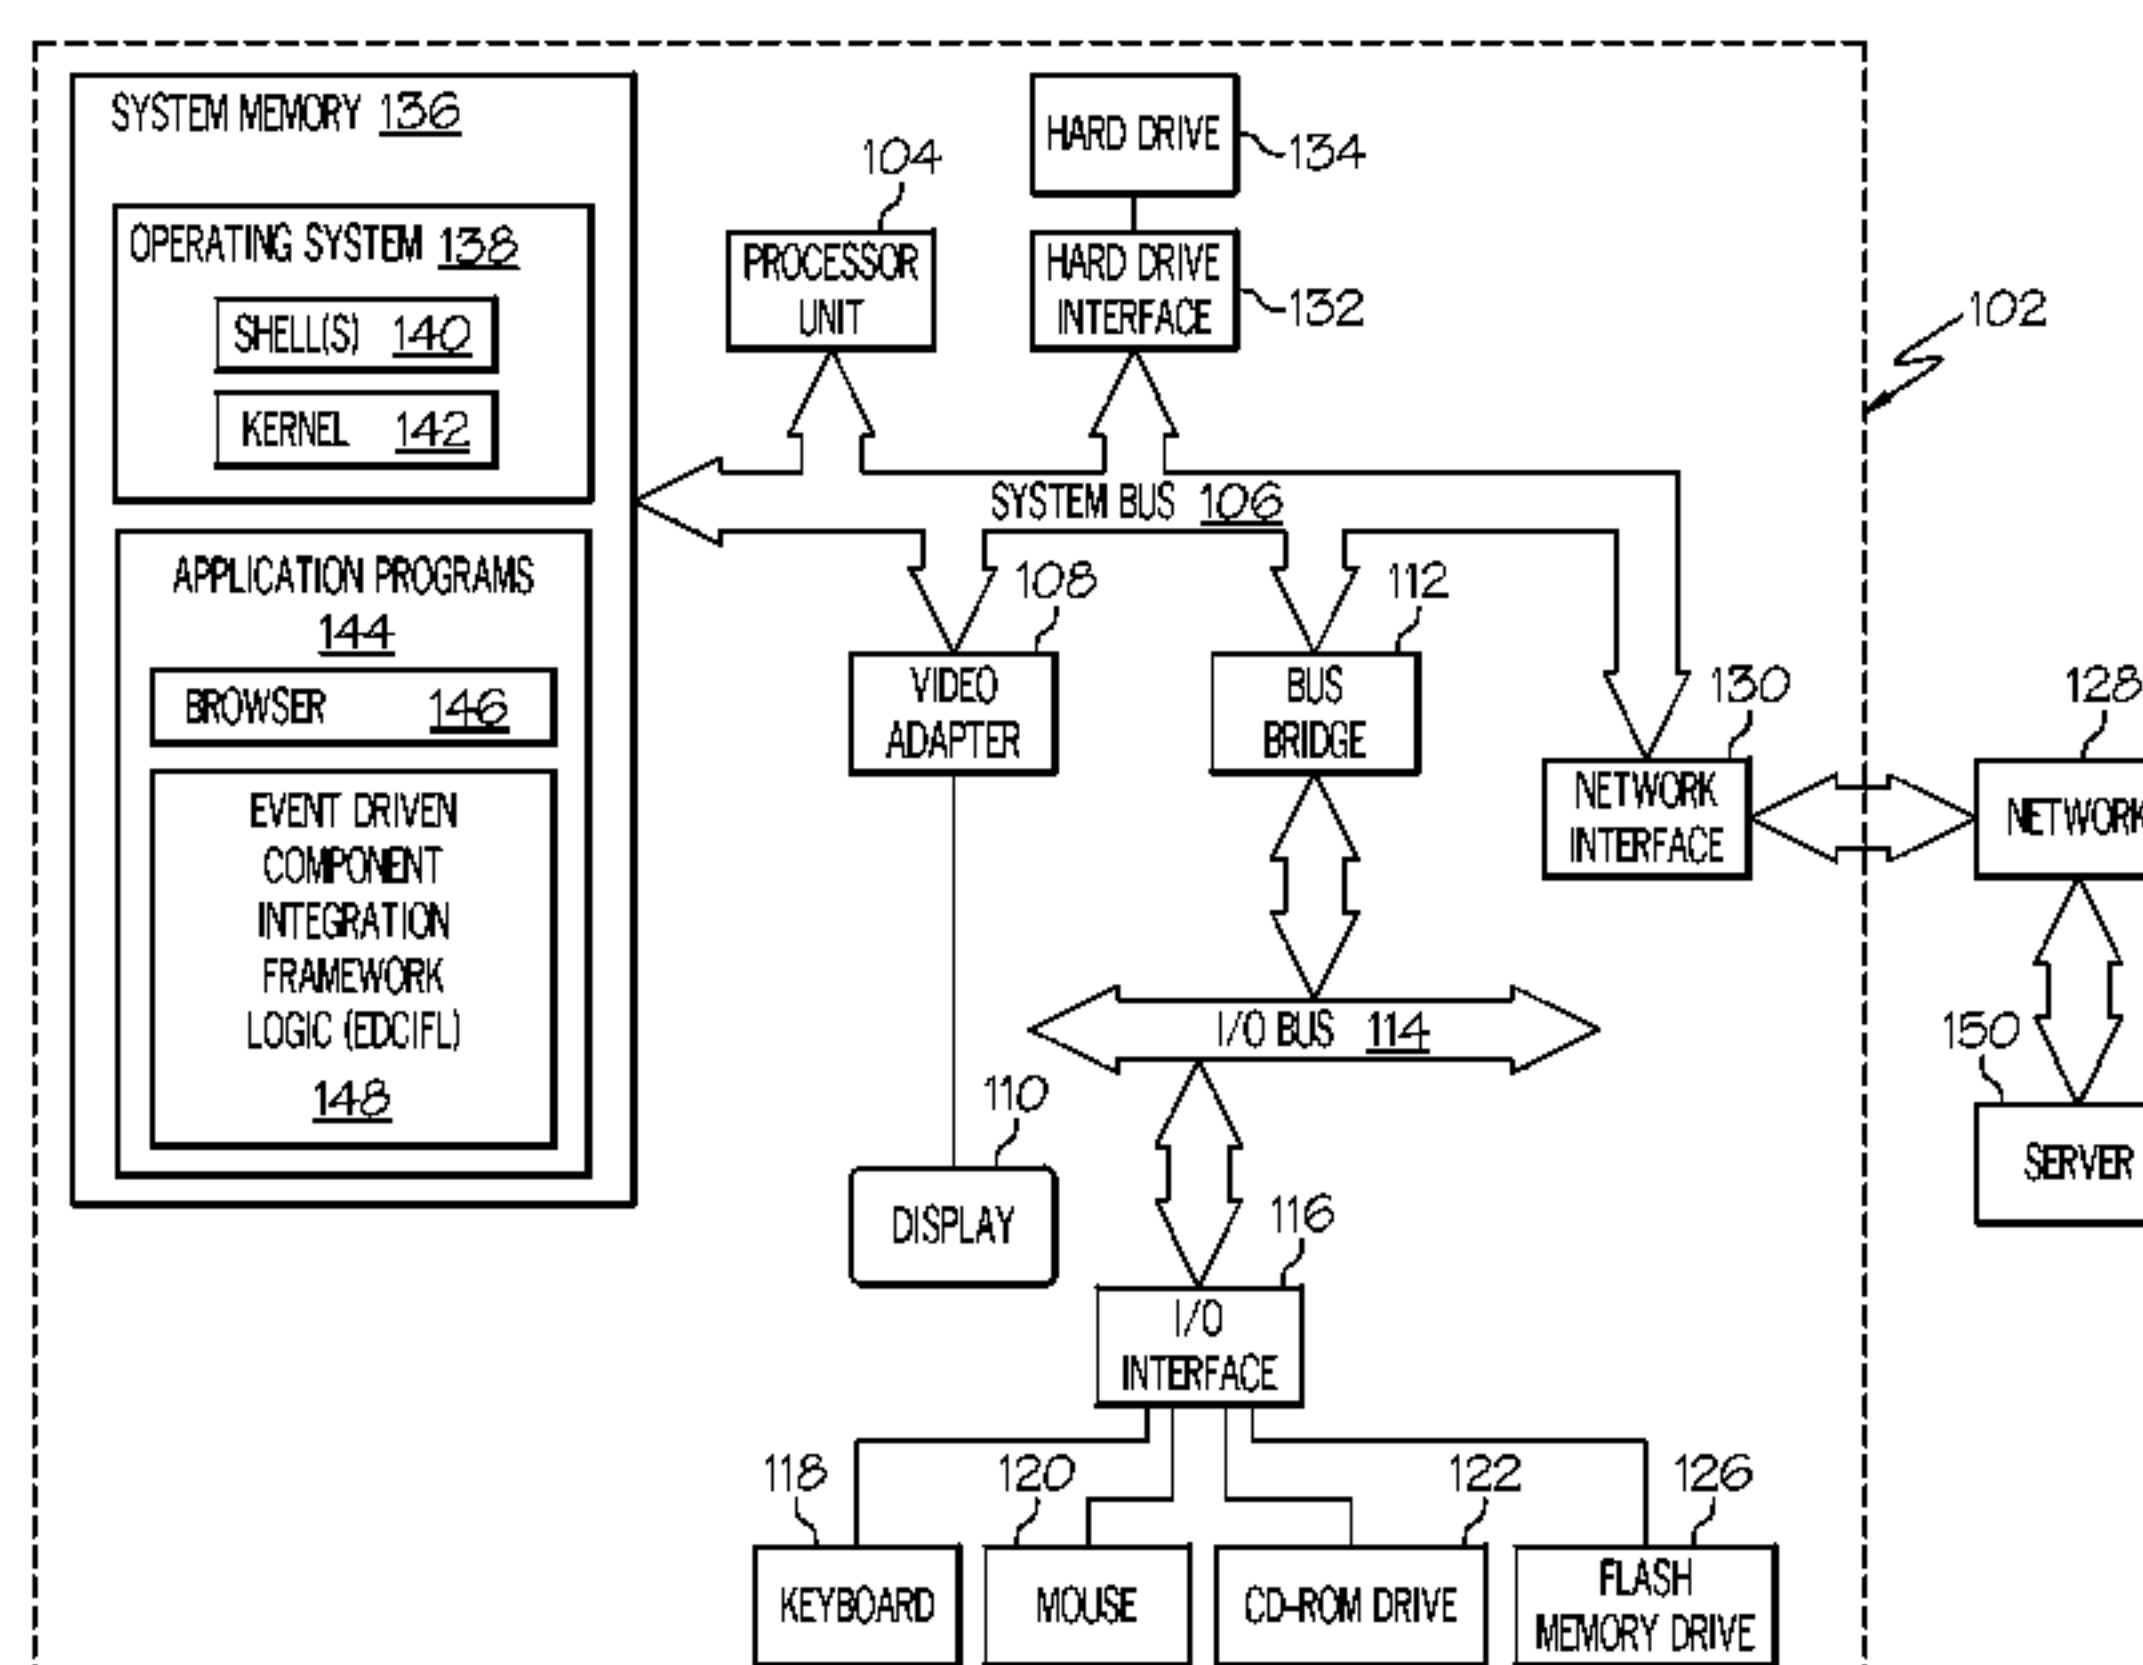 SYSTEM MEMORY 136
OPERATING SYSTEM 138
SHELL(S) 140
KERNEL 142
APPLICATION PROGRAMS
144
BROWSER 146
EVENT DRIVEN
COMPONENT
INTEGRATION
FRAMEWORK
LOGIC (EDCIFL)
148
104
PROCESSOR
UNIT
HARD DRIVE
134
HARD DRIVE
INTERFACE
132
102
SYSTEM BUS 106
108
VIDEO
ADAPTER
112
BUS
BRIDGE
130
NETWORK
INTERFACE
128
NETWORK
I/O BUS 114
150
SERVER
110
DISPLAY
116
I/O
INTERFACE
118
KEYBOARD
120
MOUSE
122
CD-ROM DRIVE
126
FLASH
MEMORY DRIVE